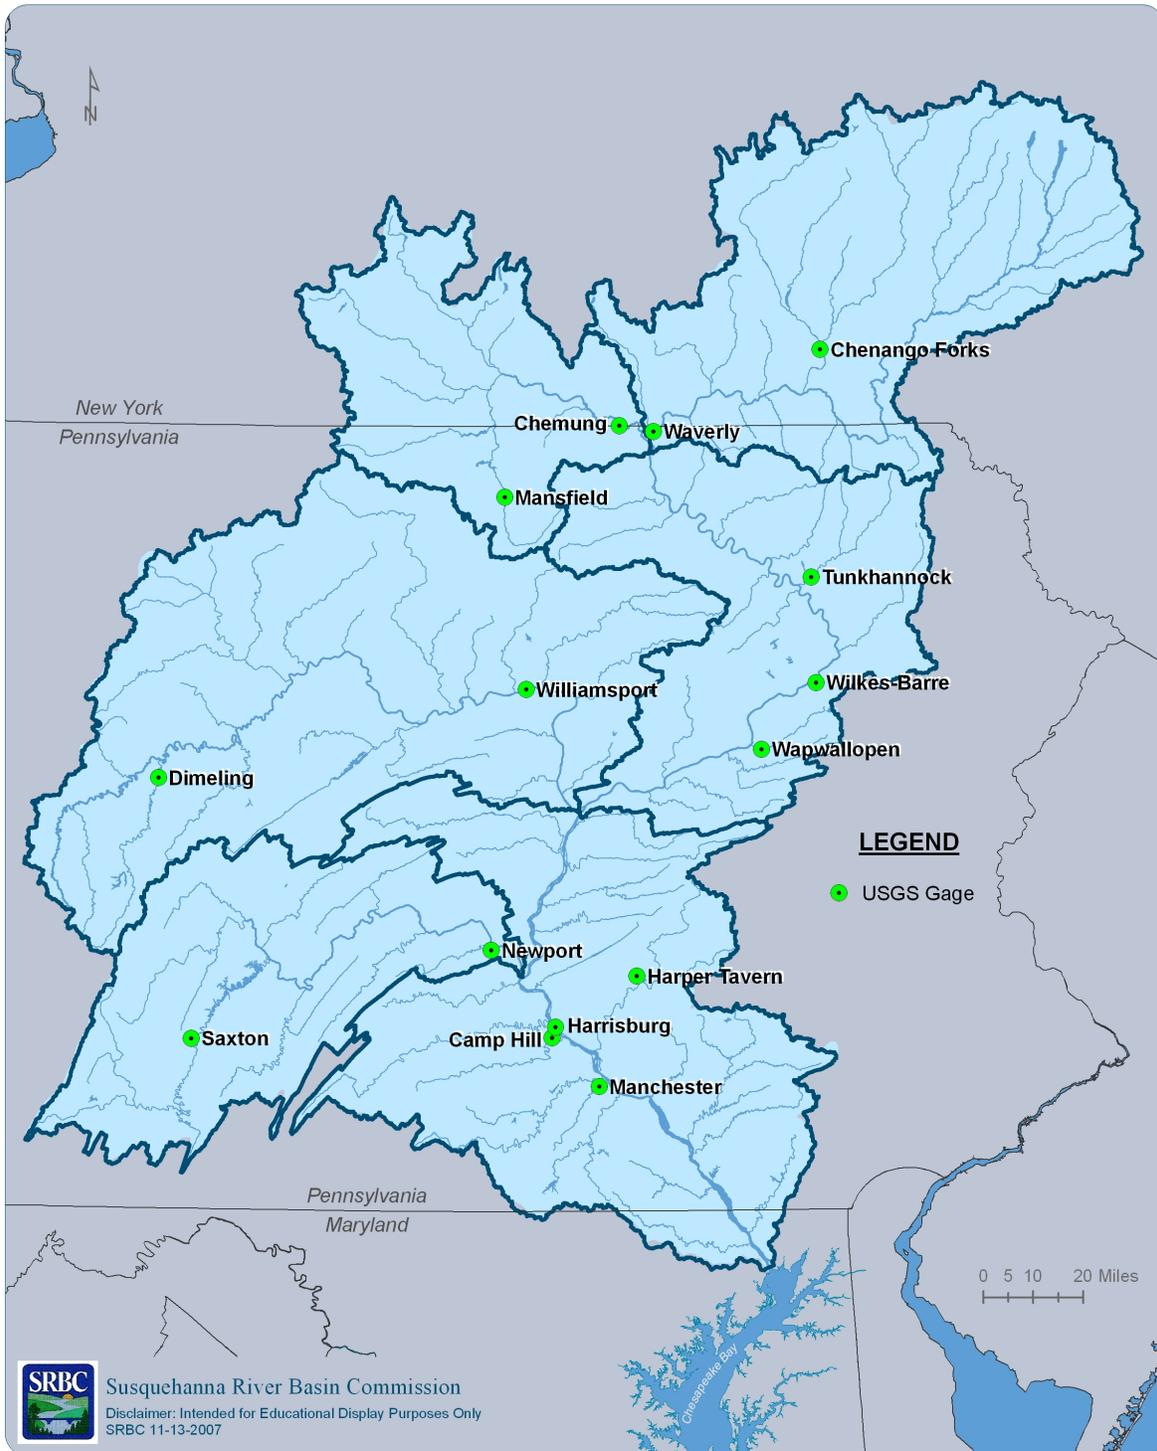 N
Chenango Forks
New York
Pennsylvania
Chemung
Waverly
Mansfield
Tunkhannock
Williamsport
Wilkes-Barre
Wapwallopen
Dimeling
LEGEND
USGS Gage
Newport
Harper Tavern
Harrisburg
Camp Hill
Saxton
Manchester
Pennsylvania
Maryland
0 5 10 20 Miles
Chesapeake Bay
SRBC
Susquehanna River Basin Commission
Disclaimer: Intended for Educational Display Purposes Only
SRBC 11-13-2007